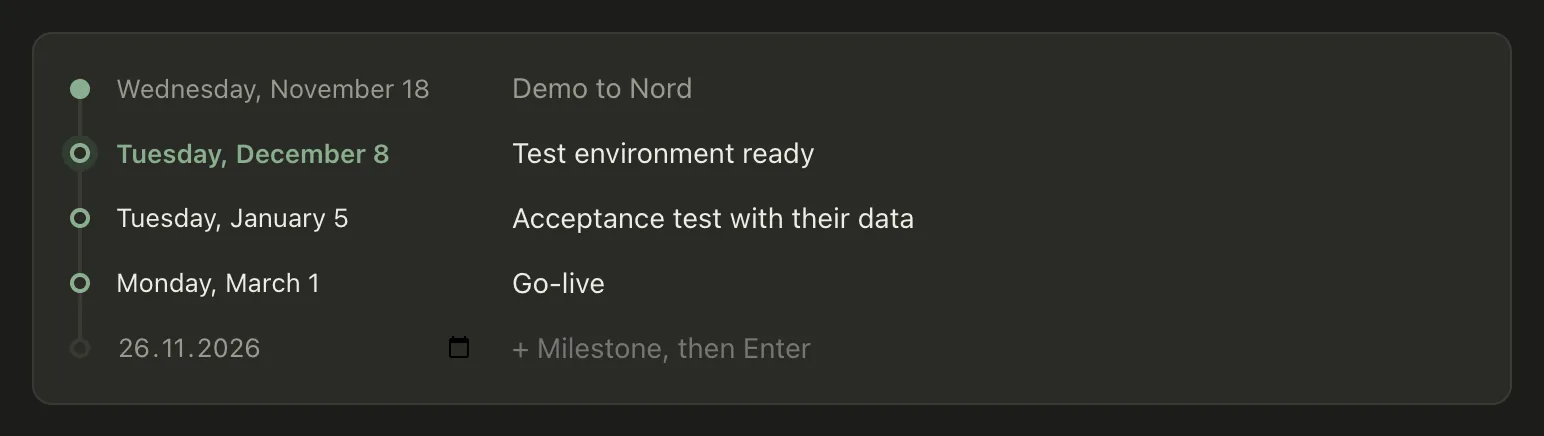 Wednesday, November 18 Demo to Nord
Tuesday, December 8 Test environment ready
Tuesday, January 5 Acceptance test with their data
Monday, March 1 Go-live
26.11.2026 + Milestone, then Enter